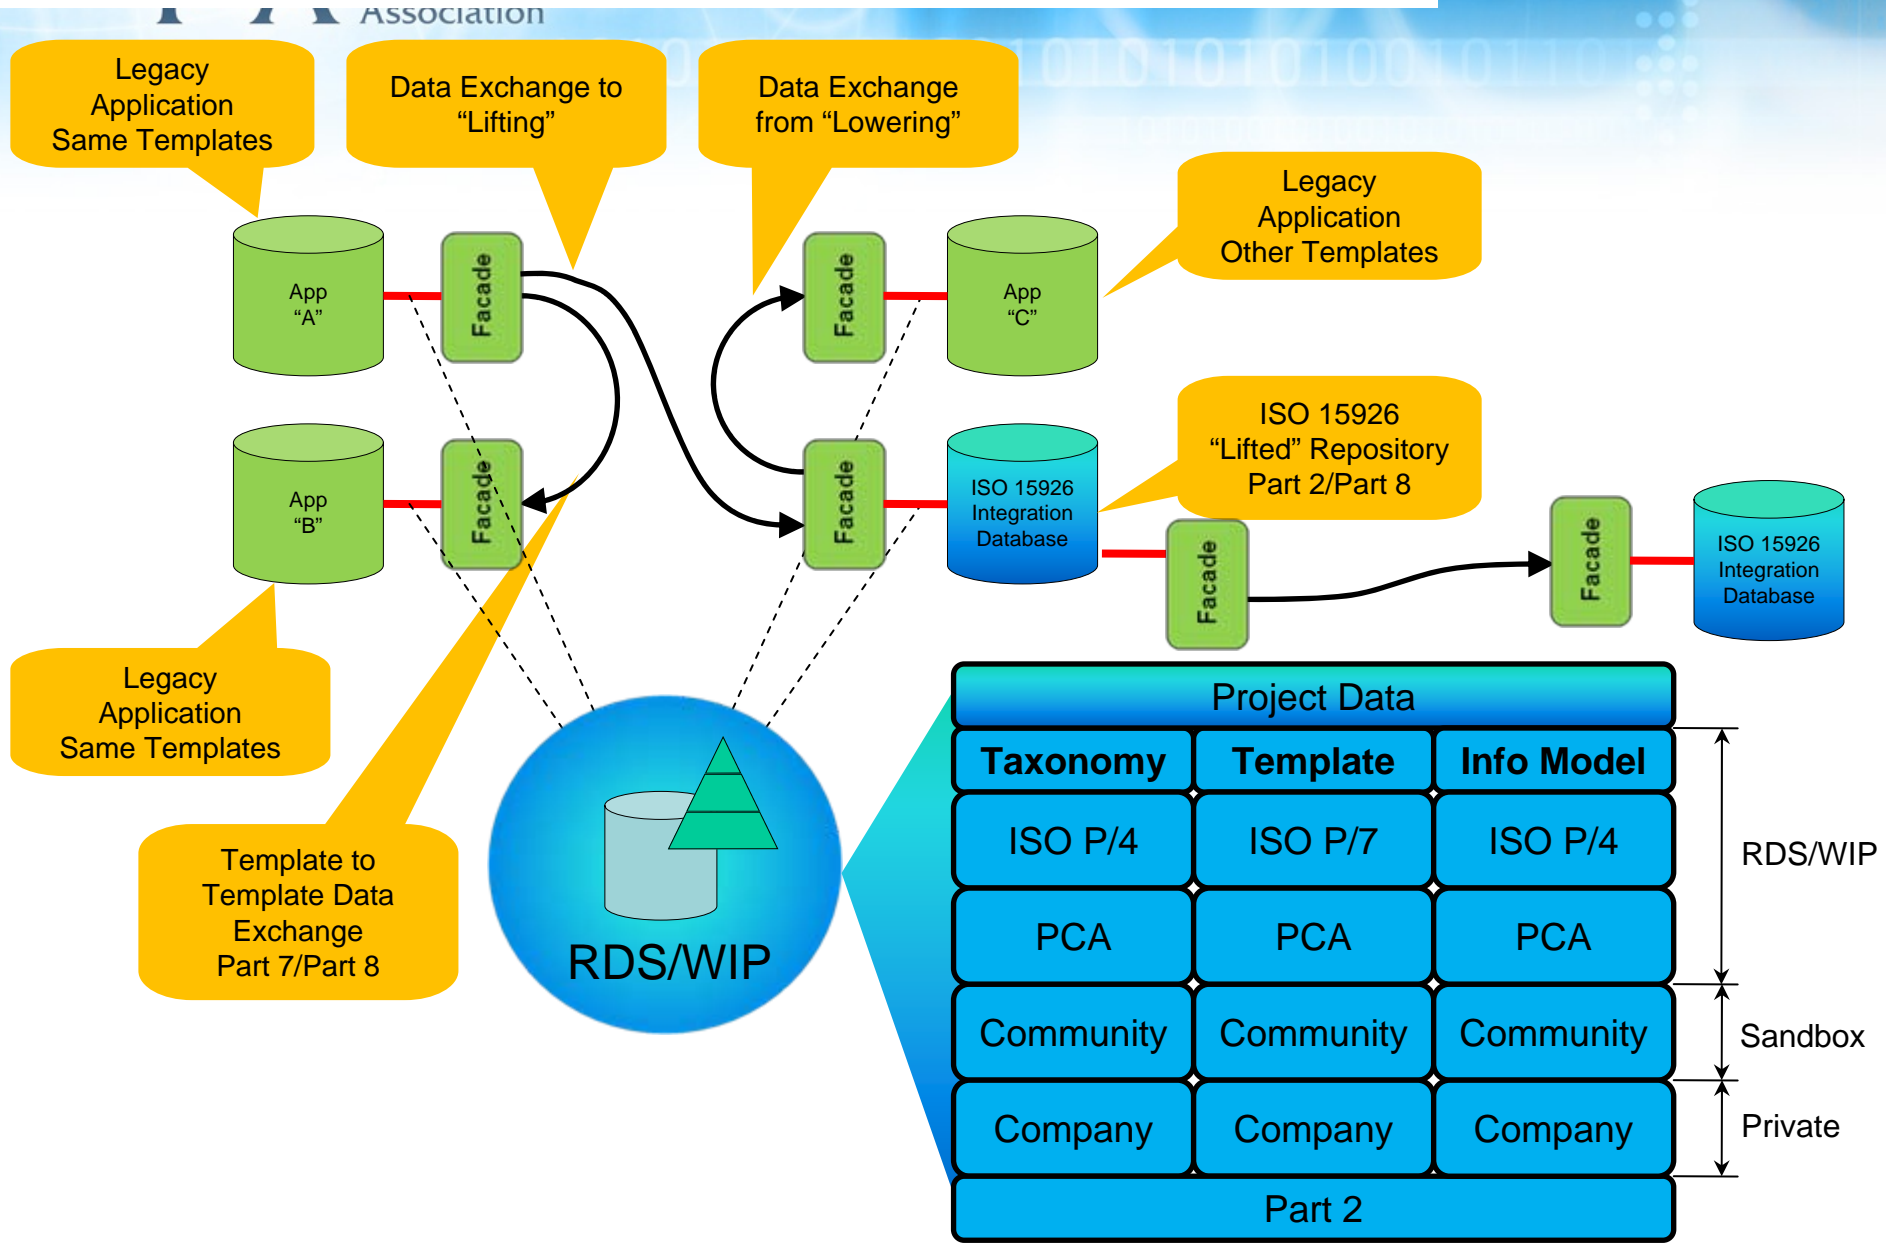 Association
Legacy
Application
Same Templates
Data Exchange to
“Lifting”
Data Exchange
from “Lowering”
Legacy
Application
Other Templates
App
“A”
Facade
Facade
App
“C”
ISO 15926
“Lifted” Repository
Part 2/Part 8
App
“B”
Facade
Facade
ISO 15926
Integration
Database
Facade
Facade
ISO 15926
Integration
Database
Legacy
Application
Same Templates
Template to
Template Data
Exchange
Part 7/Part 8
RDS/WIP
Project Data
Taxonomy Template Info Model
ISO P/4 ISO P/7 ISO P/4
PCA PCA PCA
Community Community Community
Company Company Company
Part 2
RDS/WIP
Sandbox
Private